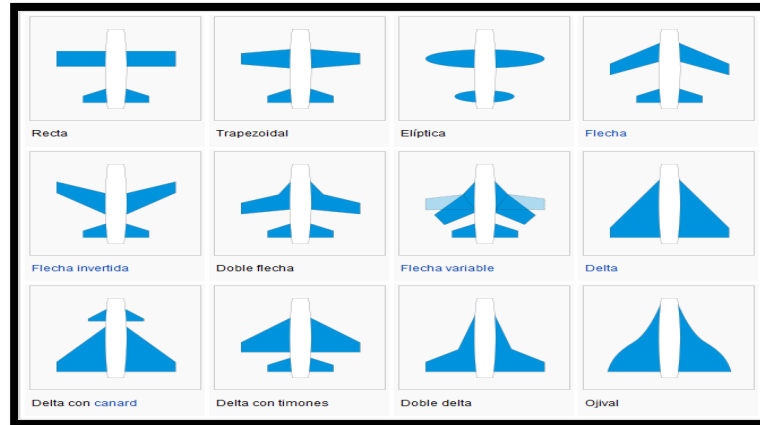 Recta
Trapezoidal
Elíptica
Flecha
Flecha invertida
Doble flecha
Flecha variable
Delta
Delta con canard
Delta con timones
Doble delta
Ojival